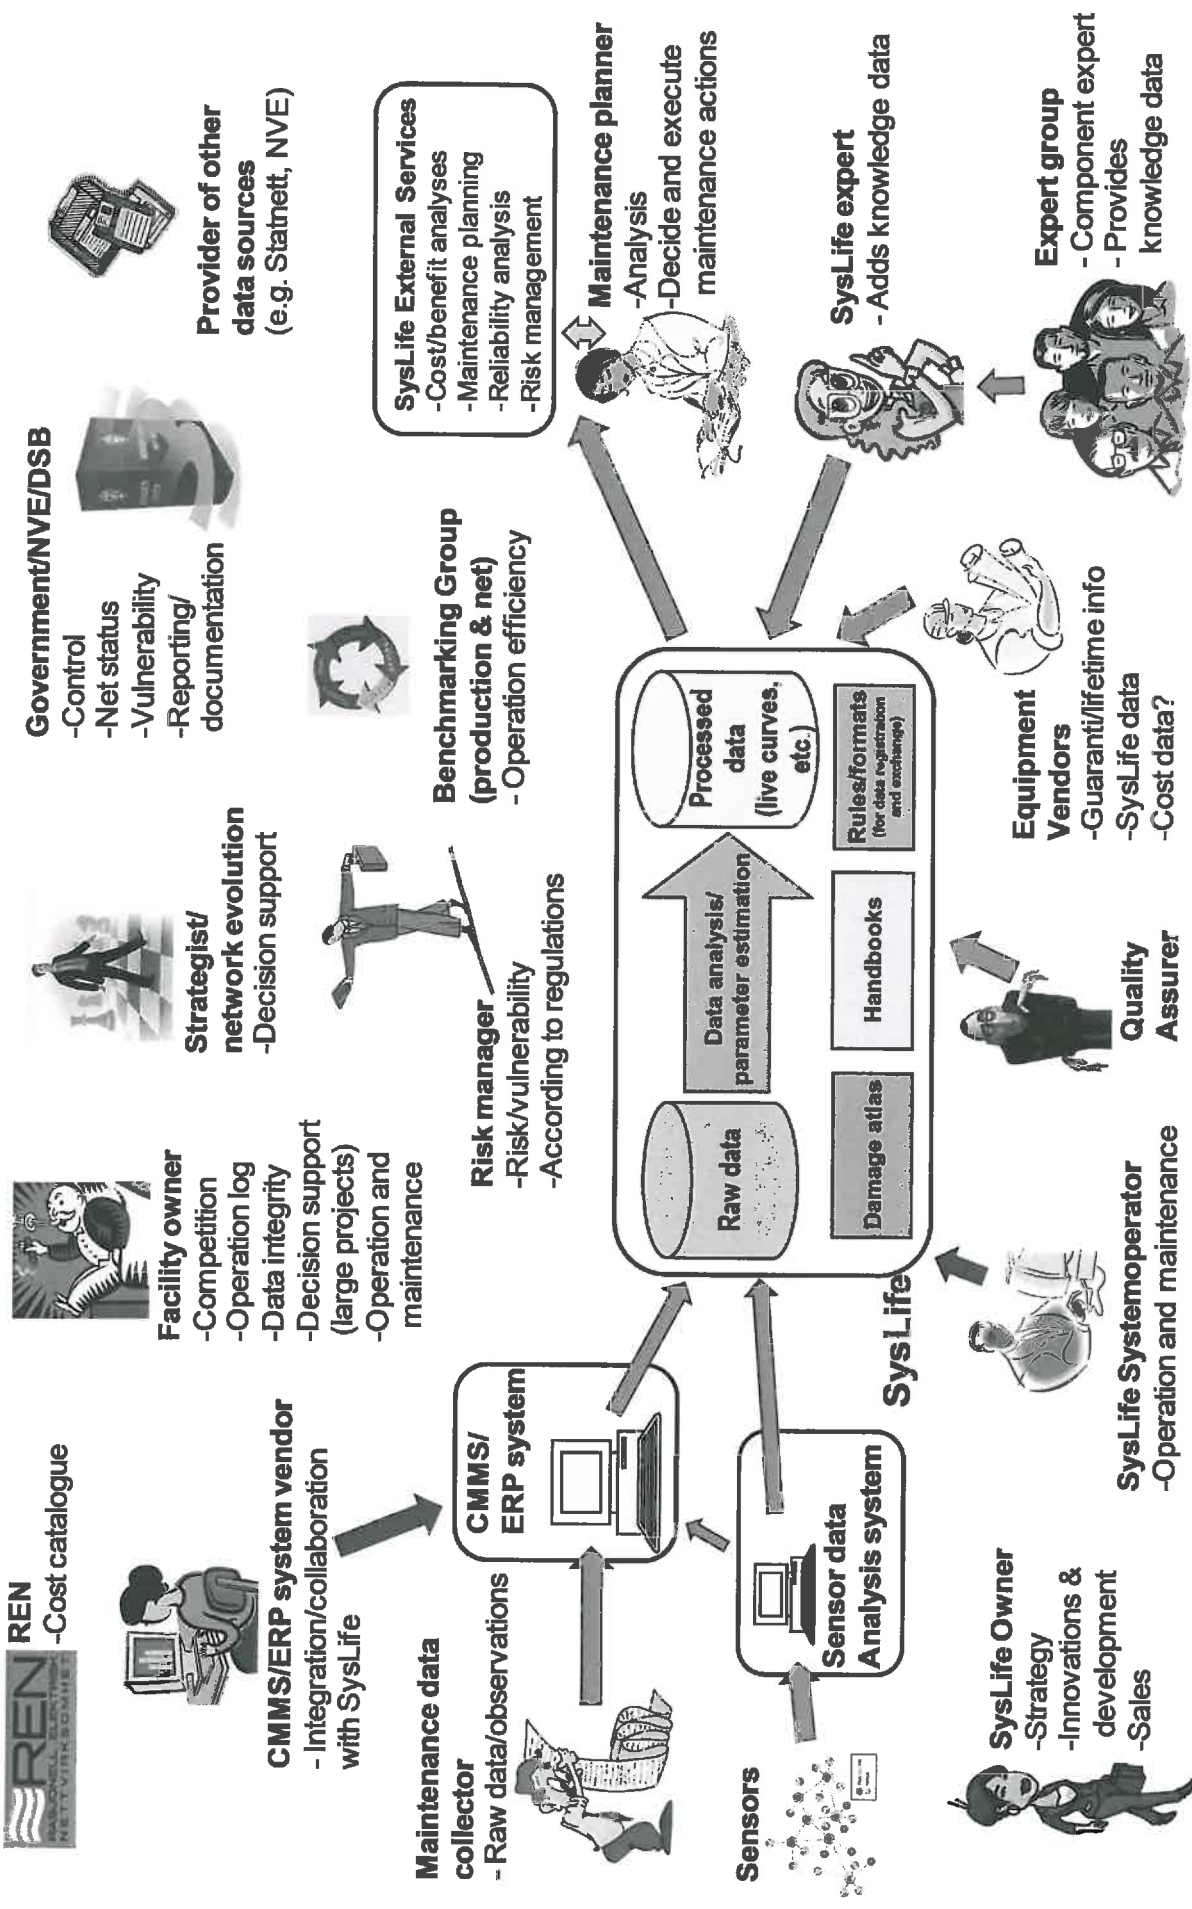 REN
RASJONELL ELEKTRISK
NETTVIRKSOMHET
REN
-Cost catalogue
CMMS/ERP system vendor
- Integration/collaboration
with SysLife
Facility owner
-Competition
-Operation log
-Data integrity
-Decision support
(large projects)
-Operation and
maintenance
Strategist/
network evolution
-Decision support
Government/NVE/DSB
-Control
-Net status
-Vulnerability
-Reporting/
documentation
Provider of other
data sources
(e.g. Statnett, NVE)
Risk manager
-Risk/vulnerability
-According to regulations
Benchmarking Group
(production & net)
- Operation efficiency
SysLife External Services
-Cost/benefit analyses
-Maintenance planning
-Reliability analysis
-Risk management
Maintenance data
collector
- Raw data/observations
CMMS/
ERP system
Maintenance planner
-Analysis
-Decide and execute
maintenance actions
Sensors
Sensor data
Analysis system
SysLife
Raw data
Data analysis/
parameter estimation
Processed
data
(live curves,
etc.)
Damage atlas
Handbooks
Rules/formats
(for data registration
and exchange)
SysLife expert
- Adds knowledge data
SysLife Owner
-Strategy
-Innovations &
development
-Sales
SysLife Systemoperator
-Operation and maintenance
Quality
Assurer
Equipment
Vendors
-Guaranti/lifetime info
-SysLife data
-Cost data?
Expert group
- Component expert
- Provides
knowledge data